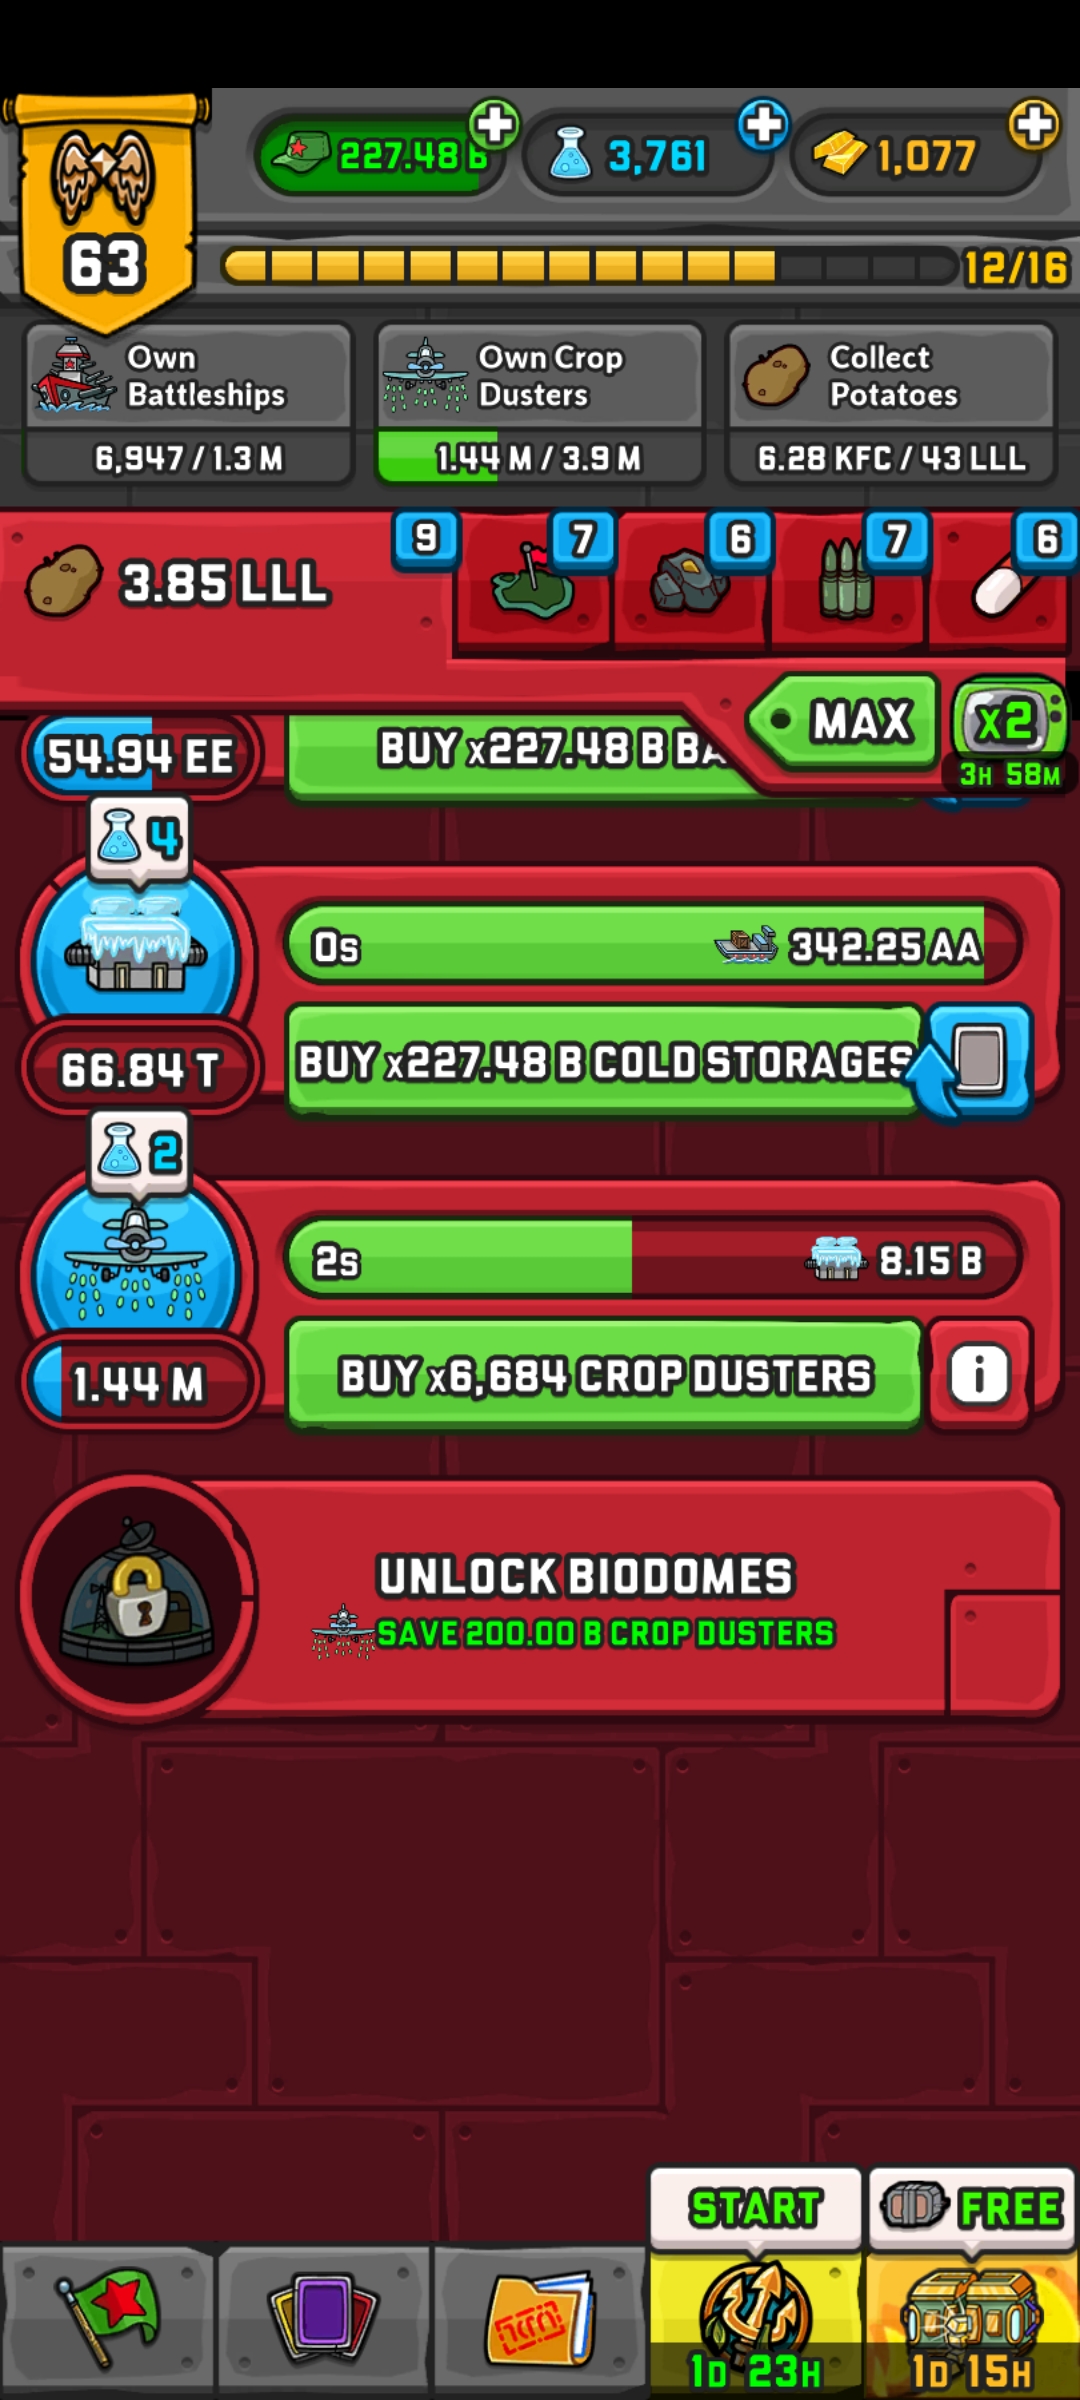 227.48 B
3,761
1,077
63
12/16
Own
Battleships
6,947 / 1.3 M
Own Crop
Dusters
1.44 M / 3.9 M
Collect
Potatoes
6.28 KFC / 43 LLL
3.85 LLL
9
7
6
7
6
MAX
x2
3H 58M
54.94 EE
BUY x227.48 B BA
4
0s
342.25 AA
66.84 T
BUY x227.48 B COLD STORAGES
2
2s
8.15 B
1.44 M
BUY x6,684 CROP DUSTERS
i
UNLOCK BIODOMES
SAVE 200.00 B CROP DUSTERS
START
FREE
1D 23H
1D 15H